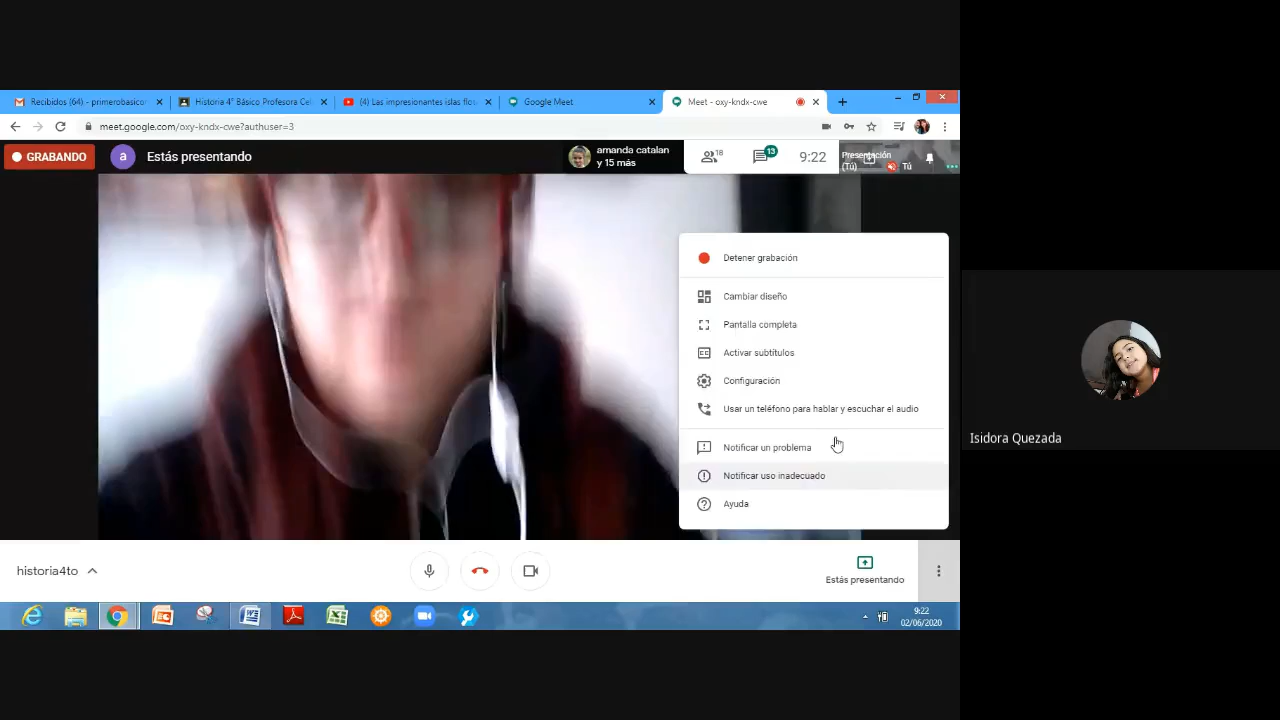 Recibidos (64) - primerobasico
Historia 4° Básico Profesora Cel
(4) Las impresionantes islas flo
Google Meet
Meet - oxy-kndx-cwe
meet.google.com/oxy-kndx-cwe?authuser=3
GRABANDO
a
Estás presentando
amanda catalan
y 15 más
18
13
9:22
Presentación
(Tú)
Tú
Detener grabación
Cambiar diseño
Pantalla completa
Activar subtítulos
Configuración
Usar un teléfono para hablar y escuchar el audio
Notificar un problema
Notificar uso inadecuado
Ayuda
Isidora Quezada
historia4to
Estás presentando
9:22
02/06/2020